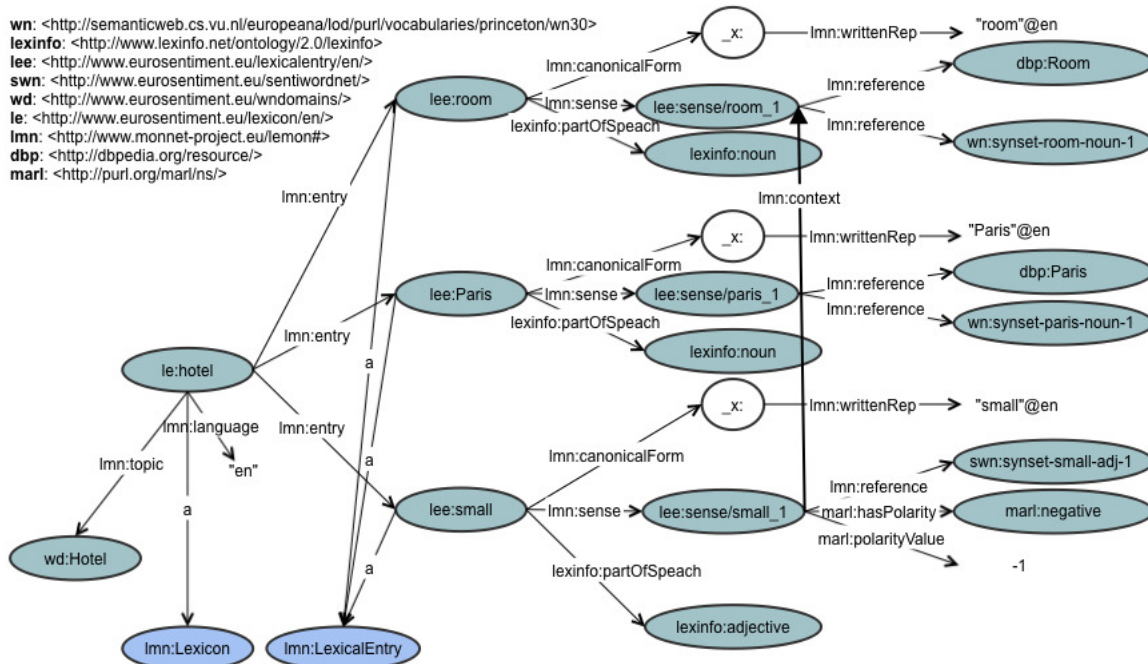 wn: <http://semanticweb.cs.vu.nl/europeana/lod/purl/vocabularies/princeton/wn30>
lexinfo: <http://www.lexinfo.net/ontology/2.0/lexinfo>
lee: <http://www.eurosentiment.eu/lexicalentry/en/>
swn: <http://www.eurosentiment.eu/sentiwordnet/>
wd: <http://www.eurosentiment.eu/wndomains/>
le: <http://www.eurosentiment.eu/lexicon/en/>
lmn: <http://www.monnet-project.eu/lemon#>
dbp: <http://dbpedia.org/resource/>
marl: <http://purl.org/marl/ns/>
_x:
lmn:writtenRep
"room"@en
lmn:canonicalForm
dbp:Room
lmn:reference
lee:room
lmn:sense
lee:sense/room_1
lexinfo:partOfSpeach
lmn:reference
wn:synset-room-noun-1
lexinfo:noun
lmn:entry
lmn:context
_x:
lmn:writtenRep
"Paris"@en
lmn:canonicalForm
dbp:Paris
lmn:reference
lee:Paris
lmn:sense
lee:sense/paris_1
lmn:reference
lexinfo:partOfSpeach
wn:synset-paris-noun-1
lmn:entry
lexinfo:noun
a
le:hotel
_x:
lmn:writtenRep
"small"@en
lmn:language
lmn:entry
lmn:topic
"en"
lmn:canonicalForm
a
swn:synset-small-adj-1
lmn:reference
a
lee:small
lmn:sense
lee:sense/small_1
marl:hasPolarity
marl:negative
marl:polarityValue
wd:Hotel
a
lexinfo:partOfSpeach
-1
lexinfo:adjective
lmn:Lexicon
lmn:LexicalEntry